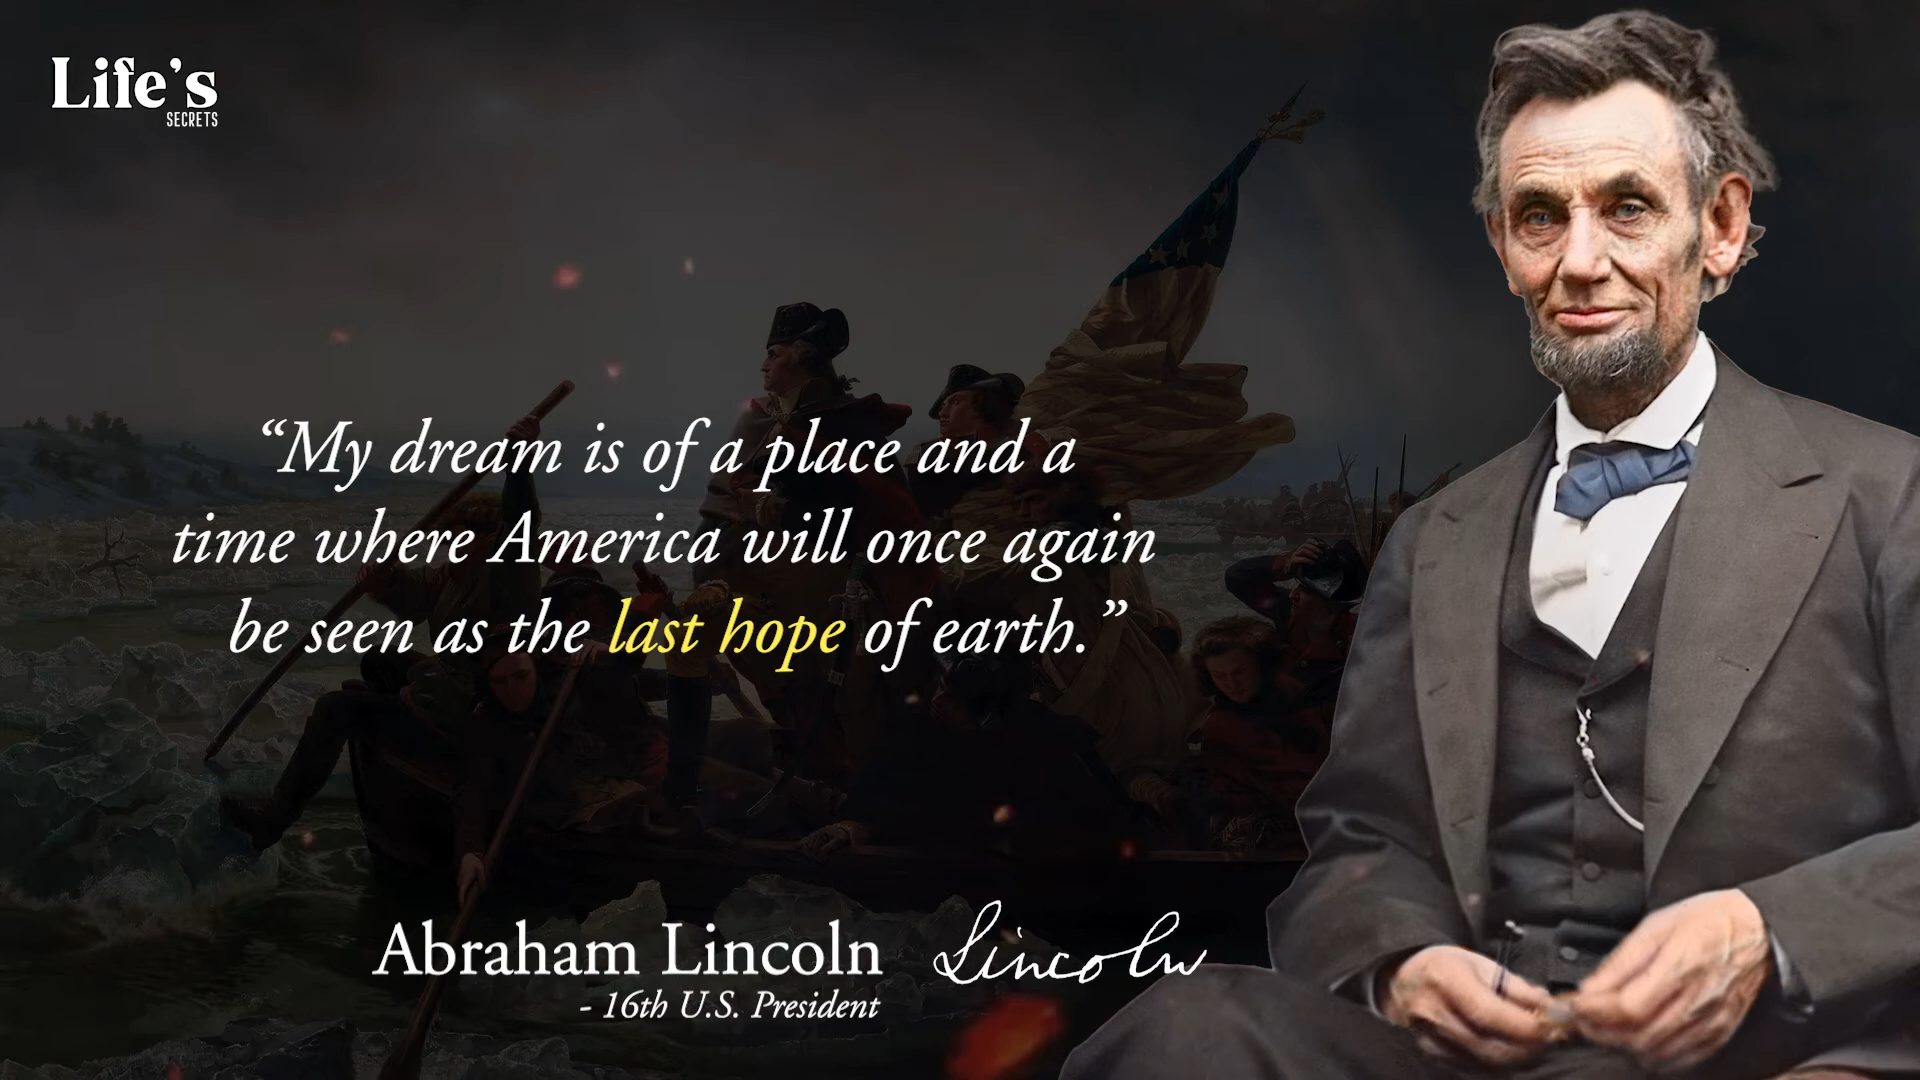 Life's
SECRETS
“My dream is of a place and a
time where America will once again
be seen as the last hope of earth.”
Abraham Lincoln
Lincoln
- 16th U.S. President